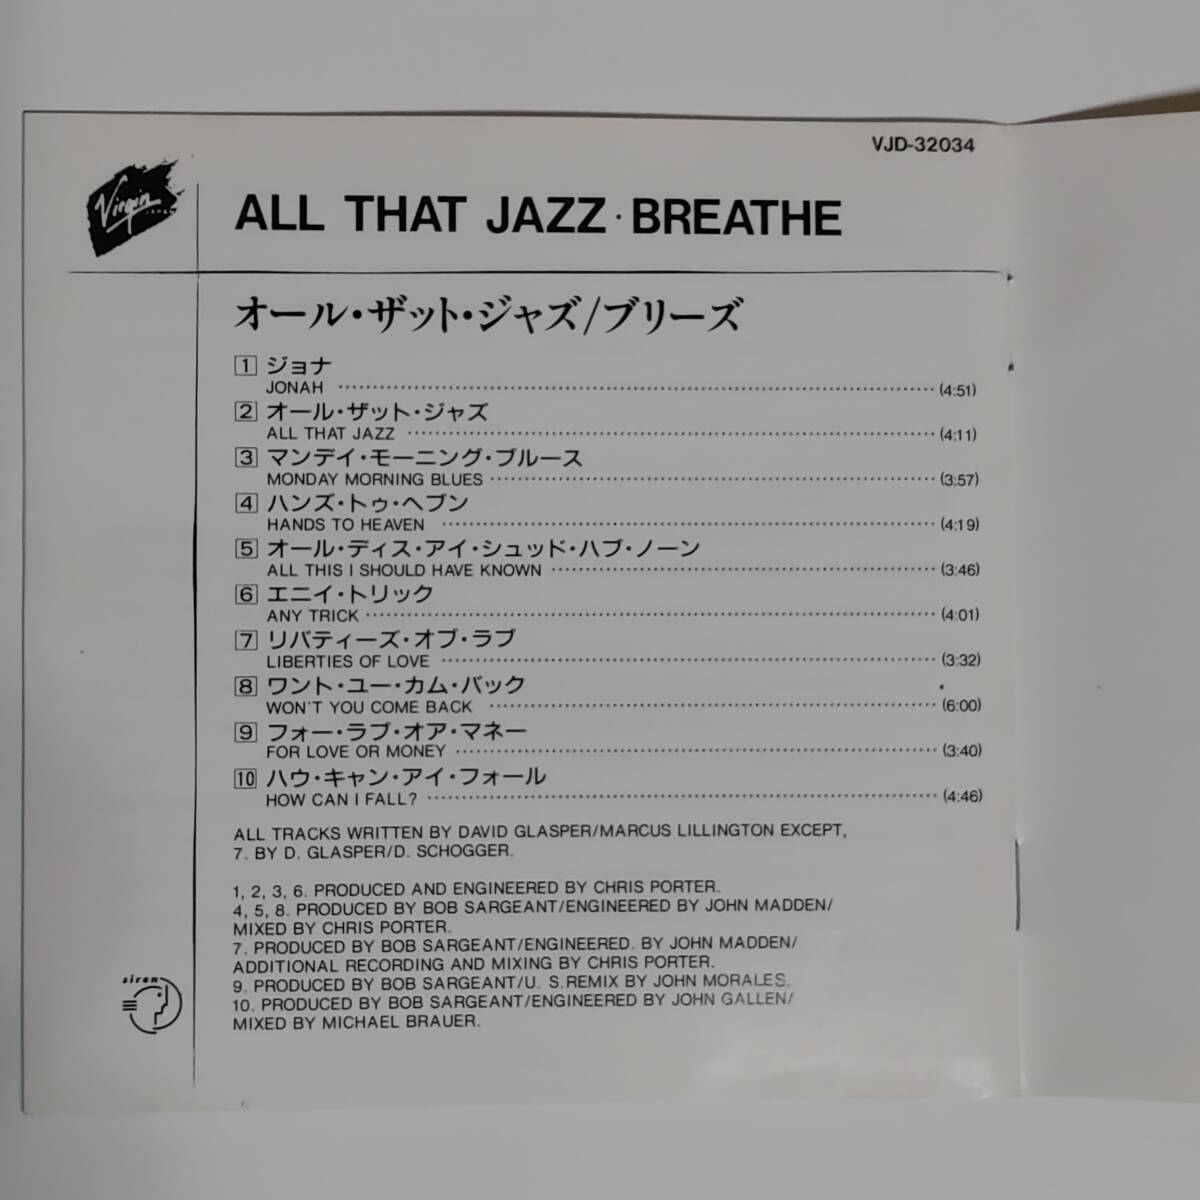 VJD-32034
Virgin
JAPAN
ALL THAT JAZZ・BREATHE
オール・ザット・ジャズ/ブリーズ
1 ジョナ
JONAH (4:51)
2 オール・ザット・ジャズ
ALL THAT JAZZ (4:11)
3 マンデイ・モーニング・ブルース
MONDAY MORNING BLUES (3:57)
4 ハンズ・トゥ・ヘブン
HANDS TO HEAVEN (4:19)
5 オール・ディス・アイ・シュッド・ハブ・ノーン
ALL THIS I SHOULD HAVE KNOWN (3:46)
6 エニイ・トリック
ANY TRICK (4:01)
7 リバティーズ・オブ・ラブ
LIBERTIES OF LOVE (3:32)
8 ワント・ユー・カム・バック
WON'T YOU COME BACK (6:00)
9 フォー・ラブ・オア・マネー
FOR LOVE OR MONEY (3:40)
10 ハウ・キャン・アイ・フォール
HOW CAN I FALL? (4:46)
ALL TRACKS WRITTEN BY DAVID GLASPER/MARCUS LILLINGTON EXCEPT,
7. BY D. GLASPER/D. SCHOGGER.
1, 2, 3, 6. PRODUCED AND ENGINEERED BY CHRIS PORTER.
4, 5, 8. PRODUCED BY BOB SARGEANT/ENGINEERED BY JOHN MADDEN/
MIXED BY CHRIS PORTER.
7. PRODUCED BY BOB SARGEANT/ENGINEERED. BY JOHN MADDEN/
ADDITIONAL RECORDING AND MIXING BY CHRIS PORTER.
9. PRODUCED BY BOB SARGEANT/U. S.REMIX BY JOHN MORALES.
10. PRODUCED BY BOB SARGEANT/ENGINEERED BY JOHN GALLEN/
MIXED BY MICHAEL BRAUER.
siren